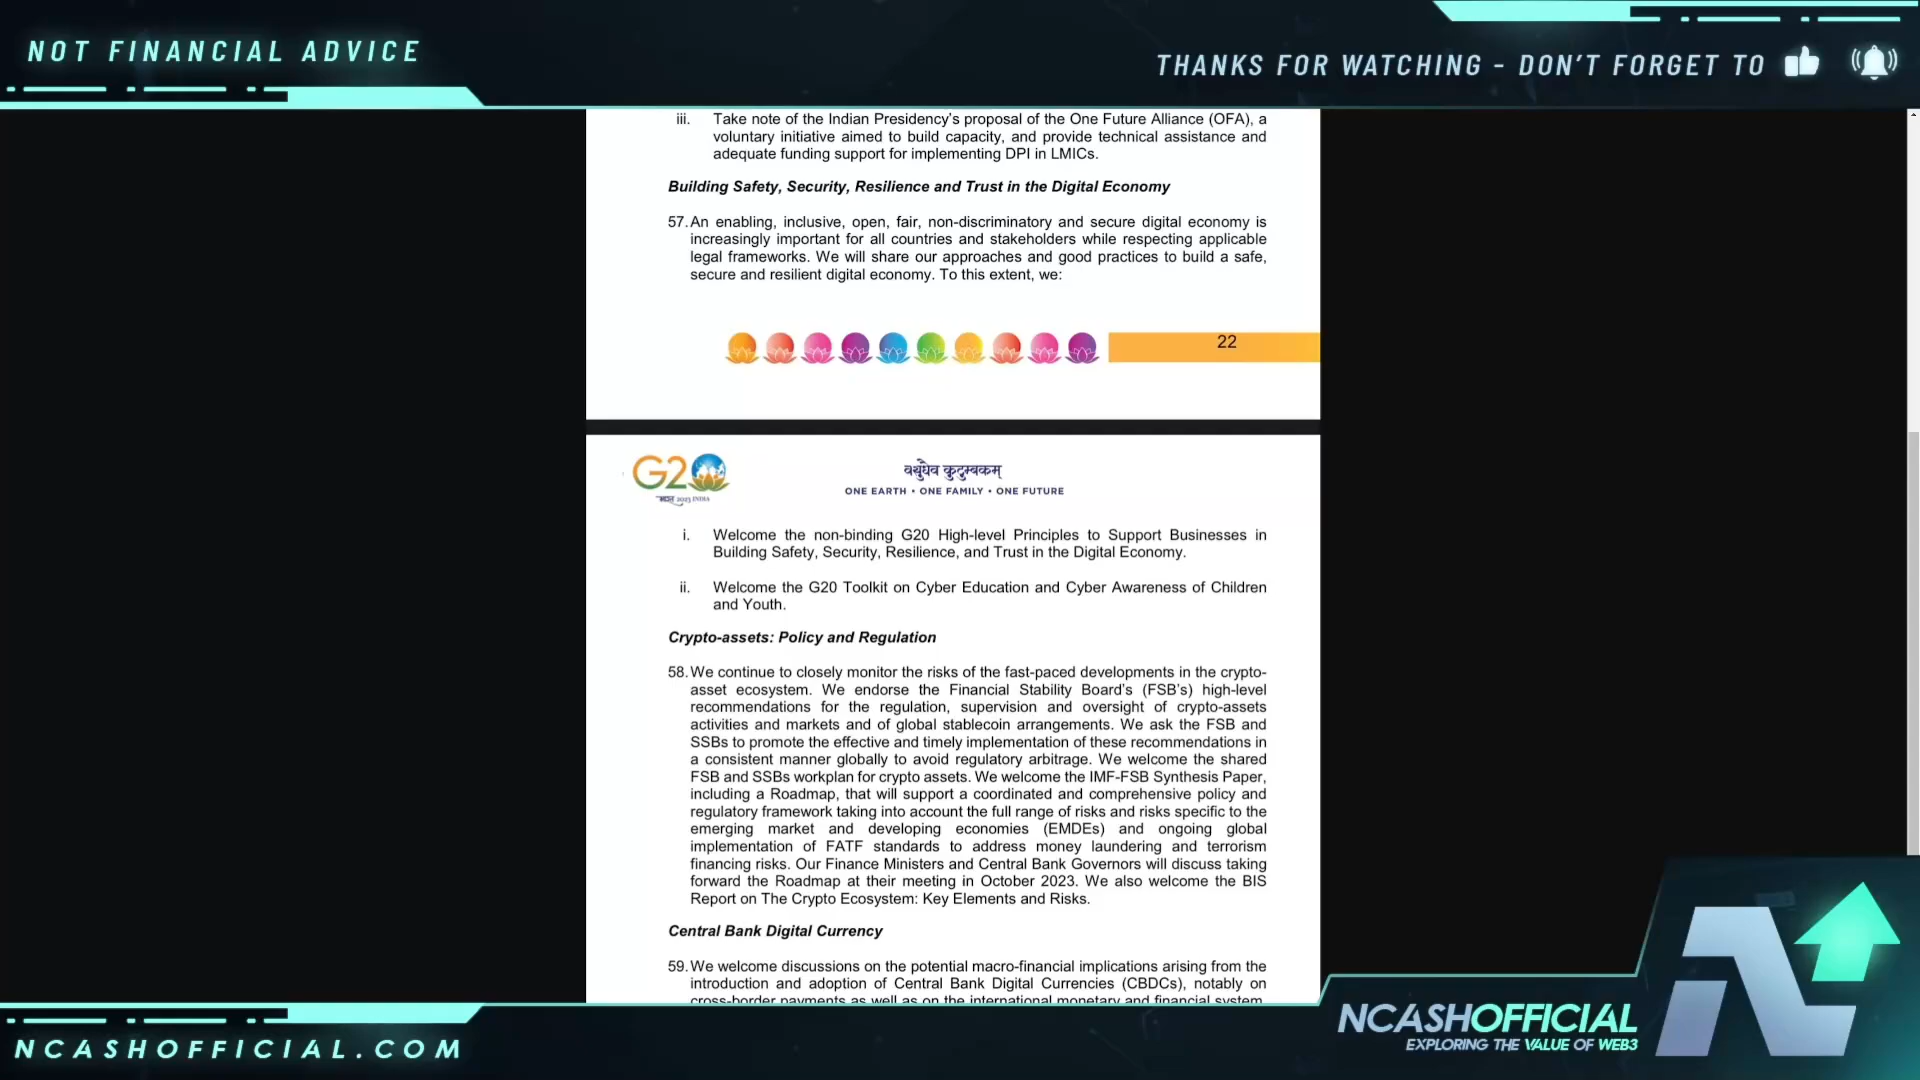 NOT FINANCIAL ADVICE
THANKS FOR WATCHING - DON'T FORGET TO
iii. Take note of the Indian Presidency's proposal of the One Future Alliance (OFA), a
voluntary initiative aimed to build capacity, and provide technical assistance and
adequate funding support for implementing DPI in LMICs.
Building Safety, Security, Resilience and Trust in the Digital Economy
57. An enabling, inclusive, open, fair, non-discriminatory and secure digital economy is
increasingly important for all countries and stakeholders while respecting applicable
legal frameworks. We will share our approaches and good practices to build a safe,
secure and resilient digital economy. To this extent, we:
22
G20
2023 INDIA
वसुधैव कुटुम्बकम्
ONE EARTH • ONE FAMILY • ONE FUTURE
i. Welcome the non-binding G20 High-level Principles to Support Businesses in
Building Safety, Security, Resilience, and Trust in the Digital Economy.
ii. Welcome the G20 Toolkit on Cyber Education and Cyber Awareness of Children
and Youth.
Crypto-assets: Policy and Regulation
58. We continue to closely monitor the risks of the fast-paced developments in the crypto-
asset ecosystem. We endorse the Financial Stability Board's (FSB's) high-level
recommendations for the regulation, supervision and oversight of crypto-assets
activities and markets and of global stablecoin arrangements. We ask the FSB and
SSBs to promote the effective and timely implementation of these recommendations in
a consistent manner globally to avoid regulatory arbitrage. We welcome the shared
FSB and SSBs workplan for crypto assets. We welcome the IMF-FSB Synthesis Paper,
including a Roadmap, that will support a coordinated and comprehensive policy and
regulatory framework taking into account the full range of risks and risks specific to the
emerging market and developing economies (EMDEs) and ongoing global
implementation of FATF standards to address money laundering and terrorism
financing risks. Our Finance Ministers and Central Bank Governors will discuss taking
forward the Roadmap at their meeting in October 2023. We also welcome the BIS
Report on The Crypto Ecosystem: Key Elements and Risks.
Central Bank Digital Currency
59. We welcome discussions on the potential macro-financial implications arising from the
introduction and adoption of Central Bank Digital Currencies (CBDCs), notably on
cross-border payments as well as on the international monetary and financial system.
NCASHOFFICIAL.COM
NCASHOFFICIAL
EXPLORING THE VALUE OF WEB3